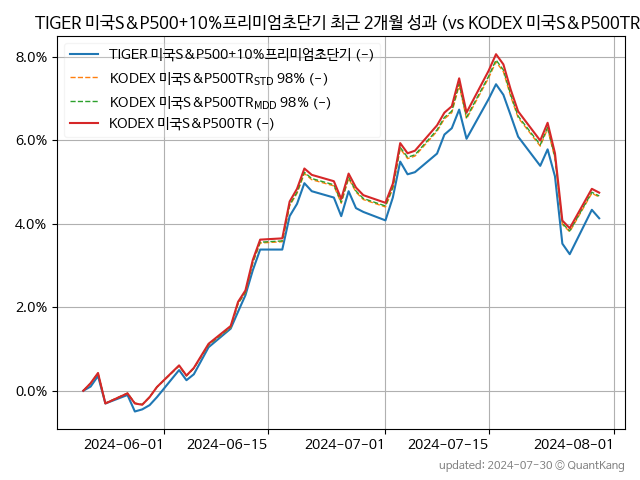 TIGER 미국S&P500+10%프리미엄초단기 최근 2개월 성과 (vs KODEX 미국S&P500TR
8.0%
6.0%
4.0%
2.0%
0.0%
TIGER 미국S&P500+10%프리미엄초단기 (-)
KODEX 미국S&P500TR_STD 98% (-)
KODEX 미국S&P500TR_MDD 98% (-)
KODEX 미국S&P500TR (-)
2024-06-01 2024-06-15 2024-07-01 2024-07-15 2024-08-01
updated: 2024-07-30 © QuantKang